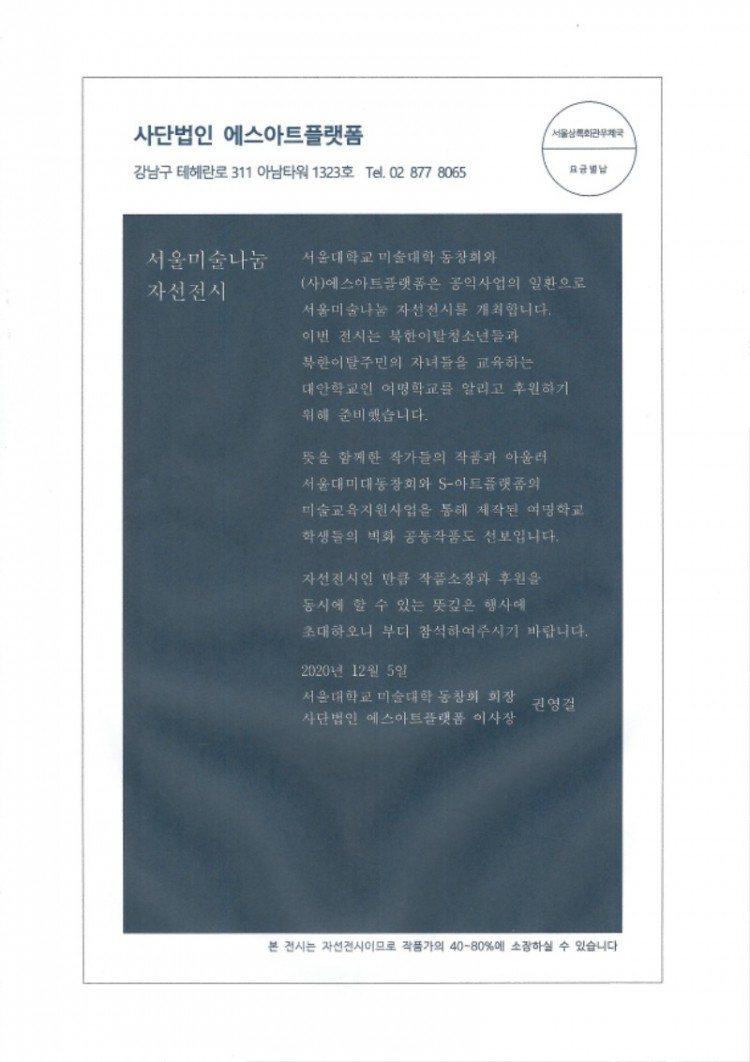 사단법인 에스아트플랫폼
강남구 테헤란로 311 아남타워 1323호 Tel. 02 877 8065
서울상록회관우체국
요금별납
서울미술나눔
자선전시
서울대학교 미술대학 동창회와
(사)에스아트플랫폼은 공익사업의 일환으로
서울미술나눔 자선전시를 개최합니다.
이번 전시는 북한이탈청소년들과
북한이탈주민의 자녀들을 교육하는
대안학교인 여명학교를 알리고 후원하기
위해 준비했습니다.
뜻을 함께한 작가들의 작품과 아울러
서울대미대동창회와 S-아트플랫폼의
미술교육지원사업을 통해 제작된 여명학교
학생들의 벽화 공동작품도 선보입니다.
자선전시인 만큼 작품소장과 후원을
동시에 할 수 있는 뜻깊은 행사에
초대하오니 부디 참석하여주시기 바랍니다.
2020년 12월 5일
서울대학교 미술대학 동창회 회장
사단법인 에스아트플랫폼 이사장
권영걸
본 전시는 자선전시이므로 작품가의 40~80%에 소장하실 수 있습니다